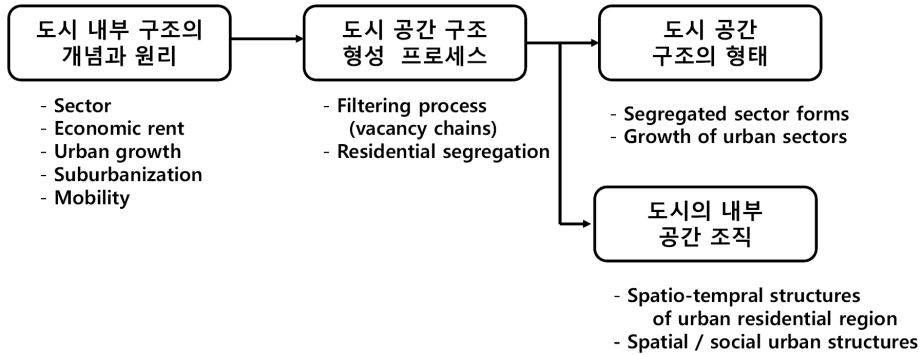 도시 내부 구조의
개념과 원리
- Sector
- Economic rent
- Urban growth
- Suburbanization
- Mobility
도시 공간 구조
형성 프로세스
- Filtering process
(vacancy chains)
- Residential segregation
도시 공간
구조의 형태
- Segregated sector forms
- Growth of urban sectors
도시의 내부
공간 조직
- Spatio-tempral structures
of urban residential region
- Spatial / social urban structures